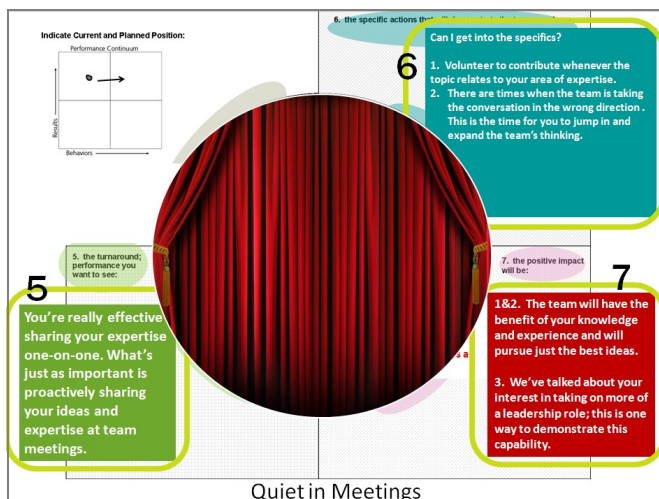 6. the specific actions that
Indicate Current and Planned Position:
Performance Continuum
Results
Behaviors
6
Can I get into the specifics?
1. Volunteer to contribute whenever the
topic relates to your area of expertise.
2. There are times when the team is taking
the conversation in the wrong direction .
This is the time for you to jump in and
expand the team's thinking.
5. the turnaround;
performance you
want to see:
5
You're really effective
sharing your expertise
one-on-one. What's
just as important is
proactively sharing
your ideas and
expertise at team
meetings.
7. the positive impact
will be:
7
1&2. The team will have the
benefit of your knowledge
and experience and will
pursue just the best ideas.
3. We've talked about your
interest in taking on more of
a leadership role; this is one
way to demonstrate this
capability.
Quiet in Meetings